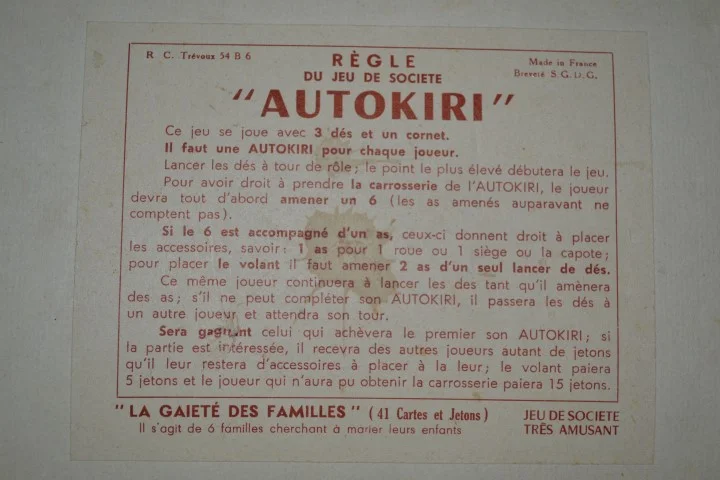 R. C. Trévoux 54 B 6
RÈGLE
Made in France
DU JEU DE SOCIETE
Breveté S. G. D. G.
"AUTOKIRI"
Ce jeu se joue avec 3 dés et un cornet.
Il faut une AUTOKIRI pour chaque joueur.
Lancer les dés à tour de rôle ; le point le plus élevé débutera le jeu.
Pour avoir droit à prendre la carrosserie de l'AUTOKIRI, le joueur
devra tout d'abord amener un 6 (les as amenés auparavant ne
comptent pas).
Si le 6 est accompagné d'un as, ceux-ci donnent droit à placer
les accessoires, savoir : 1 as pour 1 roue ou 1 siège ou la capote ;
pour placer le volant il faut amener 2 as d'un seul lancer de dés.
Ce même joueur continuera à lancer les des tant qu'il amènera
des as ; s'il ne peut compléter son AUTOKIRI, il passera les dés à
un autre joueur et attendra son tour.
Sera gagnant celui qui achèvera le premier son AUTOKIRI ; si
la partie est intéressée, il recevra des autres joueurs autant de jetons
qu'il leur restera d'accessoires à placer à la leur ; le volant paiera
5 jetons et le joueur qui n'aura pu obtenir la carrosserie paiera 15 jetons.
"LA GAIETÉ DES FAMILLES" (41 Cartes et Jetons)
Il s'agit de 6 familles cherchant à marier leurs enfants
JEU DE SOCIETE
TRÈS AMUSANT